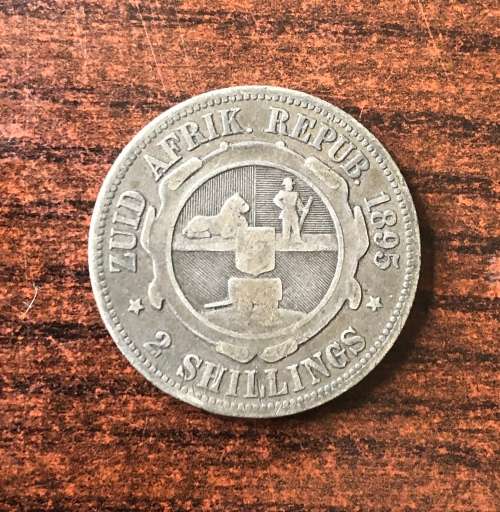 ZUID AFRIK. REPUB. 1895
2 SHILLINGS